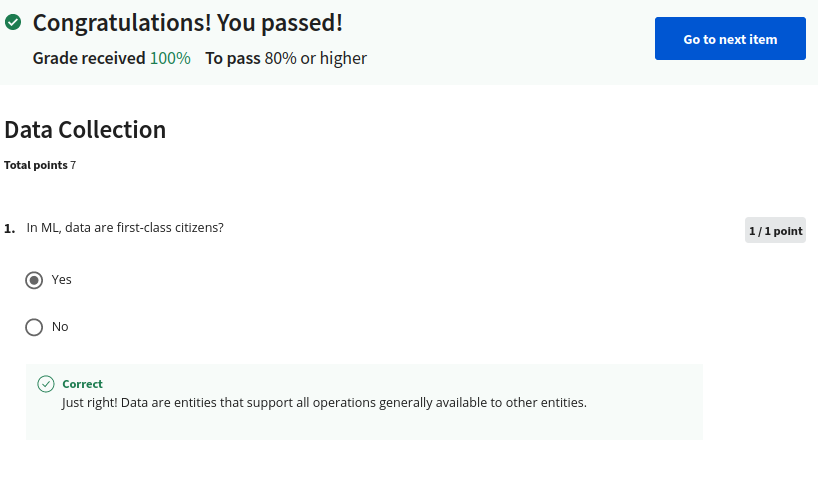 Congratulations! You passed!
Grade received 100% To pass 80% or higher
Go to next item
Data Collection
Total points 7
1. In ML, data are first-class citizens?
1 / 1 point
Yes
No
Correct
Just right! Data are entities that support all operations generally available to other entities.